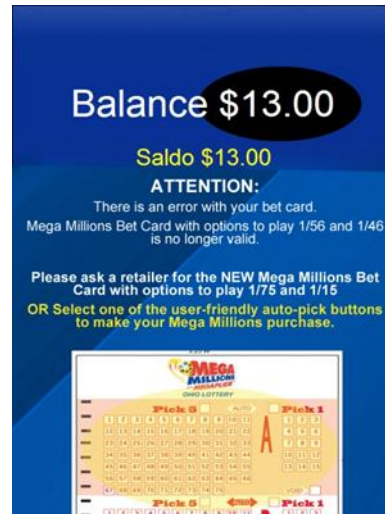 Balance $13.00
Saldo $13.00
ATTENTION:
There is an error with your bet card.
Mega Millions Bet Card with options to play 1/56 and 1/46
is no longer valid.
Please ask a retailer for the NEW Mega Millions Bet
Card with options to play 1/75 and 1/15
OR Select one of the user-friendly auto-pick buttons
to make your Mega Millions purchase.
MEGA
MILLIONS
MEGAPLIER
OHIO LOTTERY
Pick 5 AUTO Pick 1
A
VOID
Pick 5 Pick 1